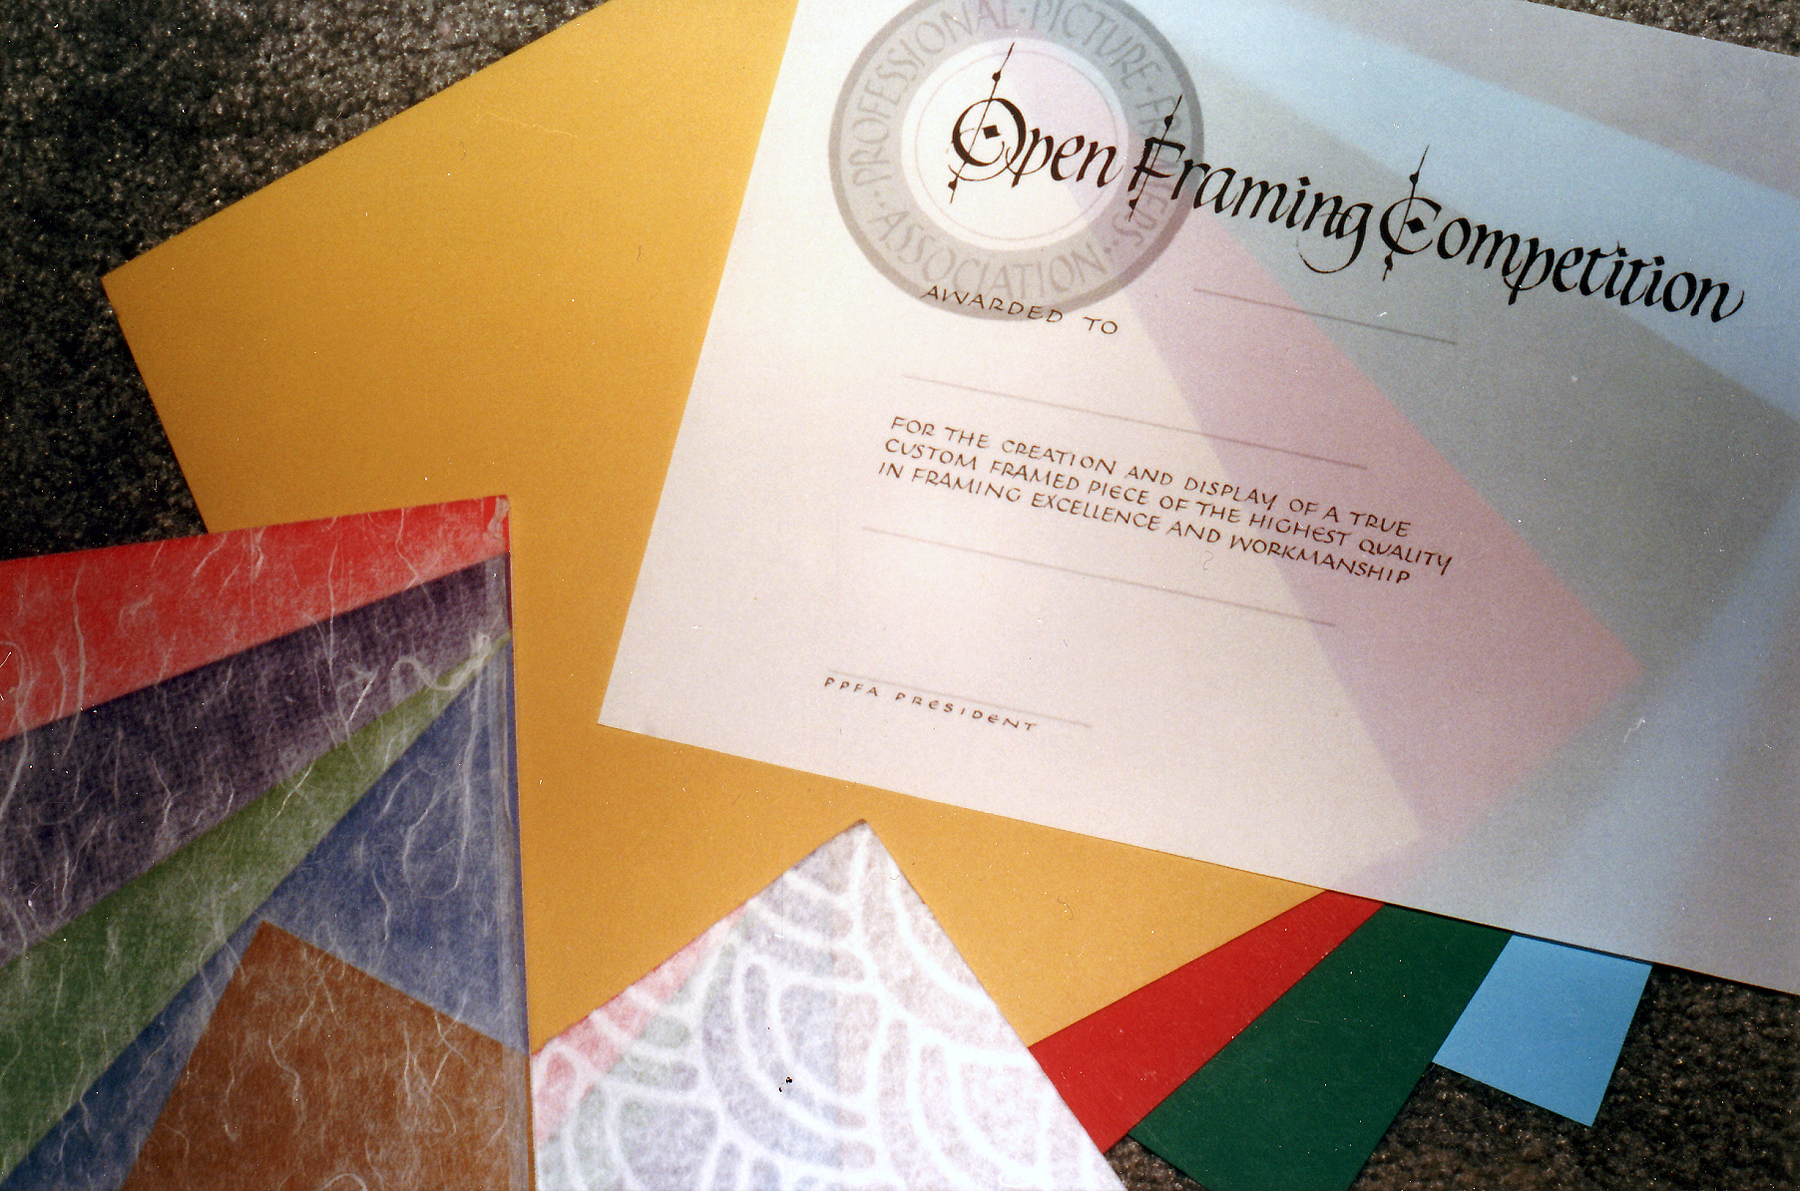 PROFESSIONAL · PICTURE · FRAMERS · · ASSOCIATION · ·
Open Framing Competition
AWARDED TO
FOR THE CREATION AND DISPLAY OF A TRUE
CUSTOM FRAMED PIECE OF THE HIGHEST QUALITY
IN FRAMING EXCELLENCE AND WORKMANSHIP
PPFA PRESIDENT